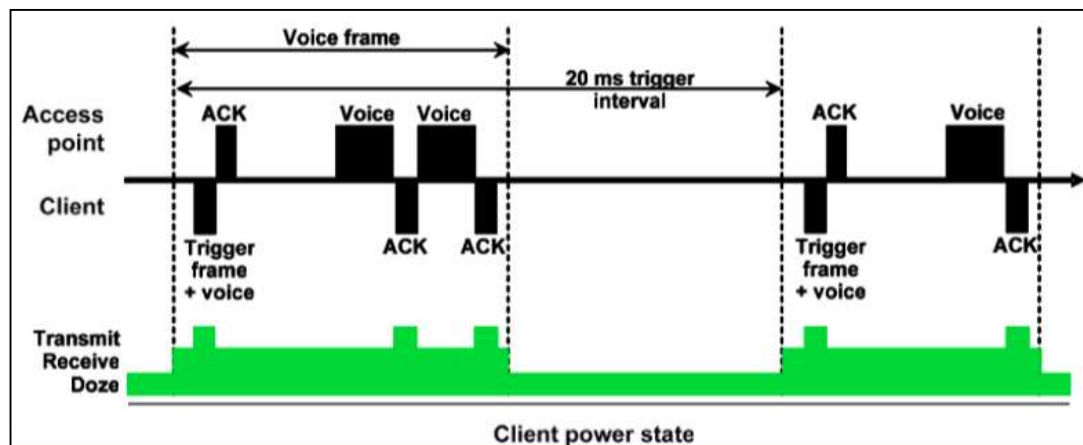 Voice frame
20 ms trigger
interval
Access
point
ACK
Voice
Voice
ACK
Voice
Client
Trigger
frame
+ voice
ACK
ACK
Trigger
frame
+ voice
ACK
Transmit
Receive
Doze
Client power state